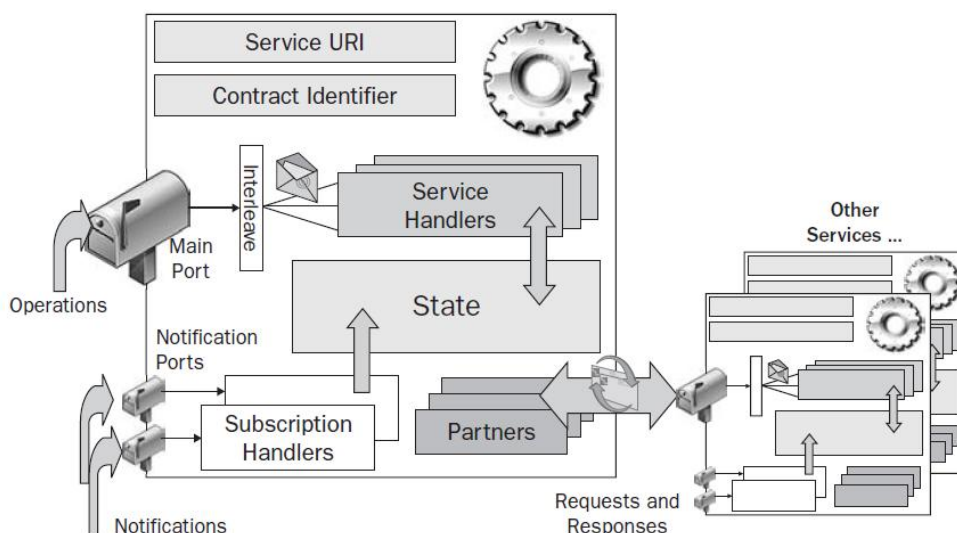 Service URI
Contract Identifier
Interleave
Service
Handlers
Main
Port
Operations
State
Other
Services ...
Notification
Ports
Subscription
Handlers
Partners
Requests and
Responses
Notifications